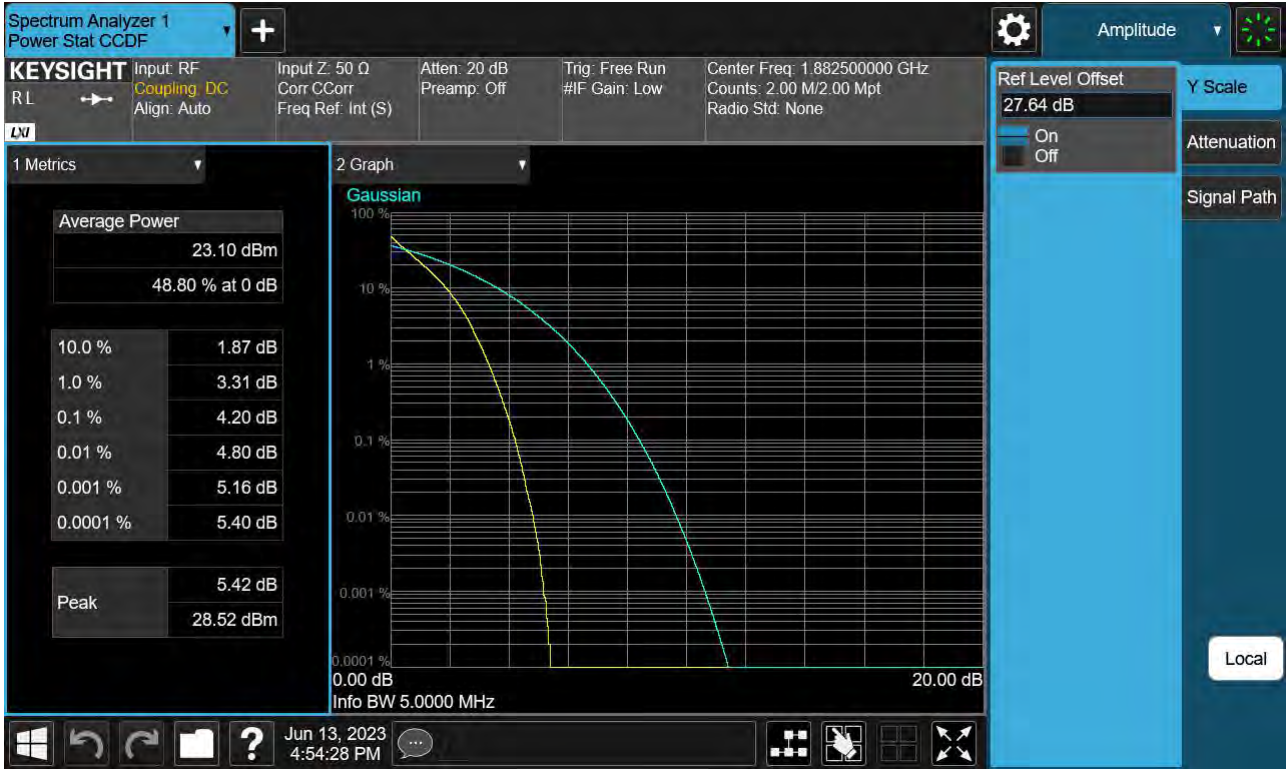 Spectrum Analyzer 1
Power Stat CCDF
Amplitude
KEYSIGHT
RL
LXI
Input: RF
Coupling: DC
Align: Auto
Input Z: 50 Ω
Corr CCorr
Freq Ref: Int (S)
Atten: 20 dB
Preamp: Off
Trig: Free Run
#IF Gain: Low
Center Freq: 1.882500000 GHz
Counts: 2.00 M/2.00 Mpt
Radio Std: None
Ref Level Offset
27.64 dB
On
Off
Y Scale
Attenuation
Signal Path
Local
1 Metrics
Average Power
23.10 dBm
48.80 % at 0 dB
10.0 % 1.87 dB
1.0 % 3.31 dB
0.1 % 4.20 dB
0.01 % 4.80 dB
0.001 % 5.16 dB
0.0001 % 5.40 dB
Peak
5.42 dB
28.52 dBm
2 Graph
Gaussian
100 %
10 %
1 %
0.1 %
0.01 %
0.001 %
0.0001 %
0.00 dB 20.00 dB
Info BW 5.0000 MHz
?
Jun 13, 2023
4:54:28 PM